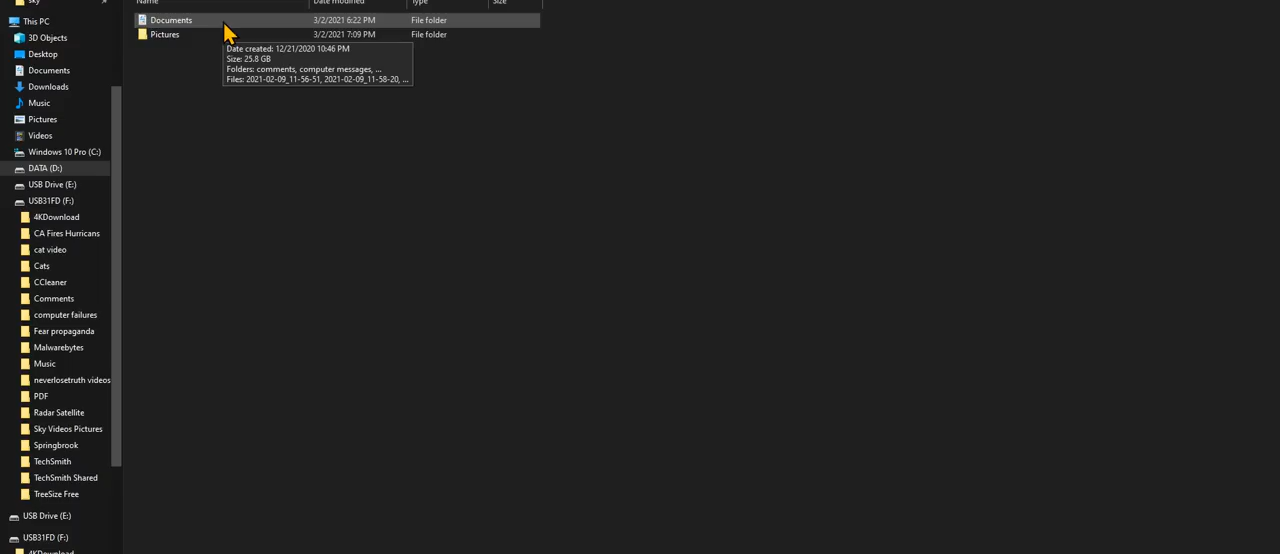 sky
This PC
3D Objects
Desktop
Documents
Downloads
Music
Pictures
Videos
Windows 10 Pro (C:)
DATA (D:)
USB Drive (E:)
USB31FD (F:)
4KDownload
CA Fires Hurricans
cat video
Cats
CCleaner
Comments
computer failures
Fear propaganda
Malwarebytes
Music
neverlosetruth videos
PDF
Radar Satellite
Sky Videos Pictures
Springbrook
TechSmith
TechSmith Shared
TreeSize Free
USB Drive (E:)
USB31FD (F:)
4KDownload
Name Date modified Type Size
Documents 3/2/2021 6:22 PM File folder
Pictures 3/2/2021 7:09 PM File folder
Date created: 12/21/2020 10:46 PM
Size: 25.8 GB
Folders: comments, computer messages, ...
Files: 2021-02-09_11-56-51, 2021-02-09_11-58-20, ...